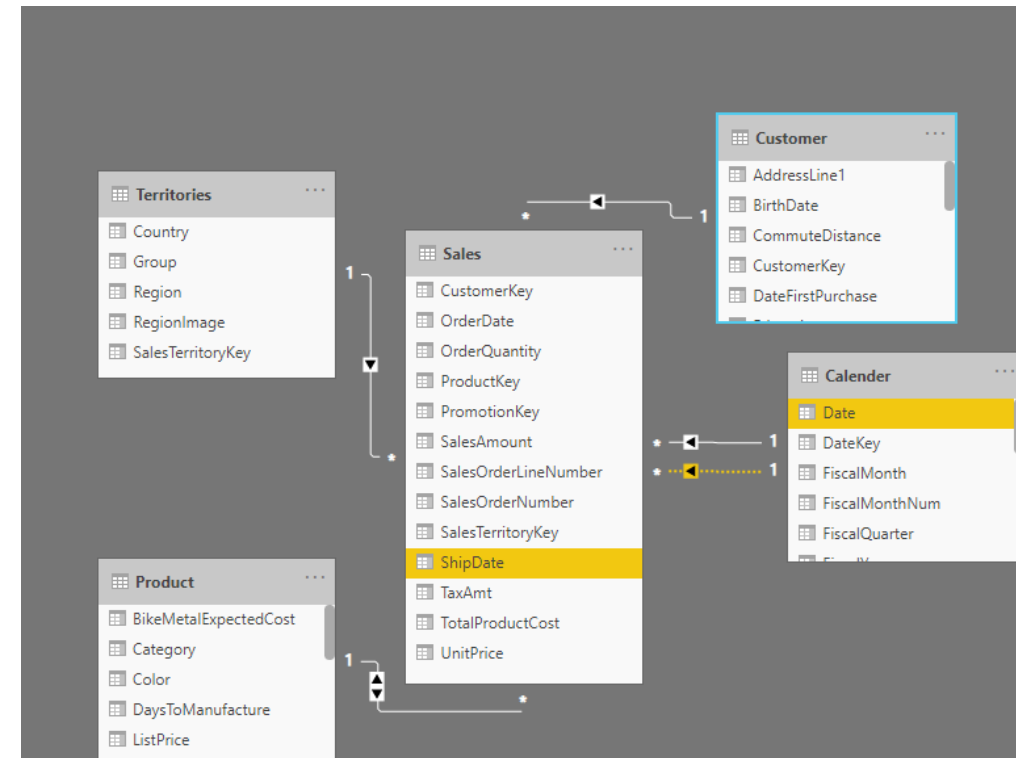 Territories
Country
Group
Region
RegionImage
SalesTerritoryKey
1
*
Sales
CustomerKey
OrderDate
OrderQuantity
ProductKey
PromotionKey
SalesAmount
SalesOrderLineNumber
SalesOrderNumber
SalesTerritoryKey
ShipDate
TaxAmt
TotalProductCost
UnitPrice
*
1
Customer
AddressLine1
BirthDate
CommuteDistance
CustomerKey
DateFirstPurchase
* 1
* 1
Calender
Date
DateKey
FiscalMonth
FiscalMonthNum
FiscalQuarter
Product
BikeMetalExpectedCost
Category
Color
DaysToManufacture
ListPrice
1
*